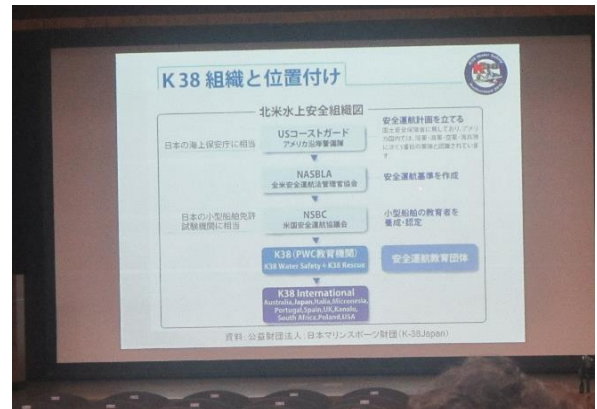 K38 組織と位置付け
北米水上安全組織図
日本の海上保安庁に相当
USコーストガード
アメリカ沿岸警備隊
安全運航計画を立てる
NASBLA
全米安全運航法管理官協会
安全運航基準を作成
日本の小型船舶免許
試験機関に相当
NSBC
米国安全運航協議会
小型船舶の教育者を
養成・認定
K38 (PWC教育機関)
K38 Water Safety + K38 Rescue
安全運航教育団体
K38 International
Australia,Japan,Italia,Micronesia,
Portugal,Spain,UK,
South Africa,Poland,USA
資料：公益財団法人 日本マリンスポーツ財団(K-38Japan)